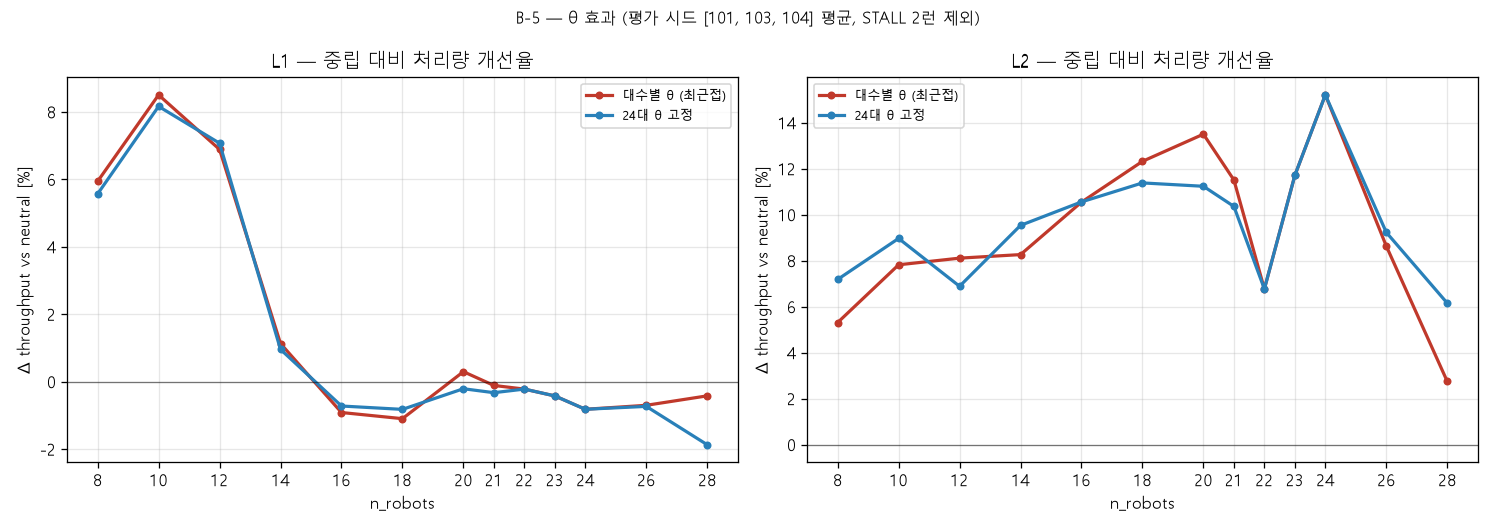 B-5 — θ 효과 (평가 시드 [101, 103, 104] 평균, STALL 2런 제외)
L1 — 중립 대비 처리량 개선율
Δ throughput vs neutral [%]
8
6
4
2
0
-2
대수별 θ (최근접)
24대 θ 고정
8 10 12 14 16 18 20 21 22 23 24 26 28
n_robots
L2 — 중립 대비 처리량 개선율
Δ throughput vs neutral [%]
14
12
10
8
6
4
2
0
대수별 θ (최근접)
24대 θ 고정
8 10 12 14 16 18 20 21 22 23 24 26 28
n_robots